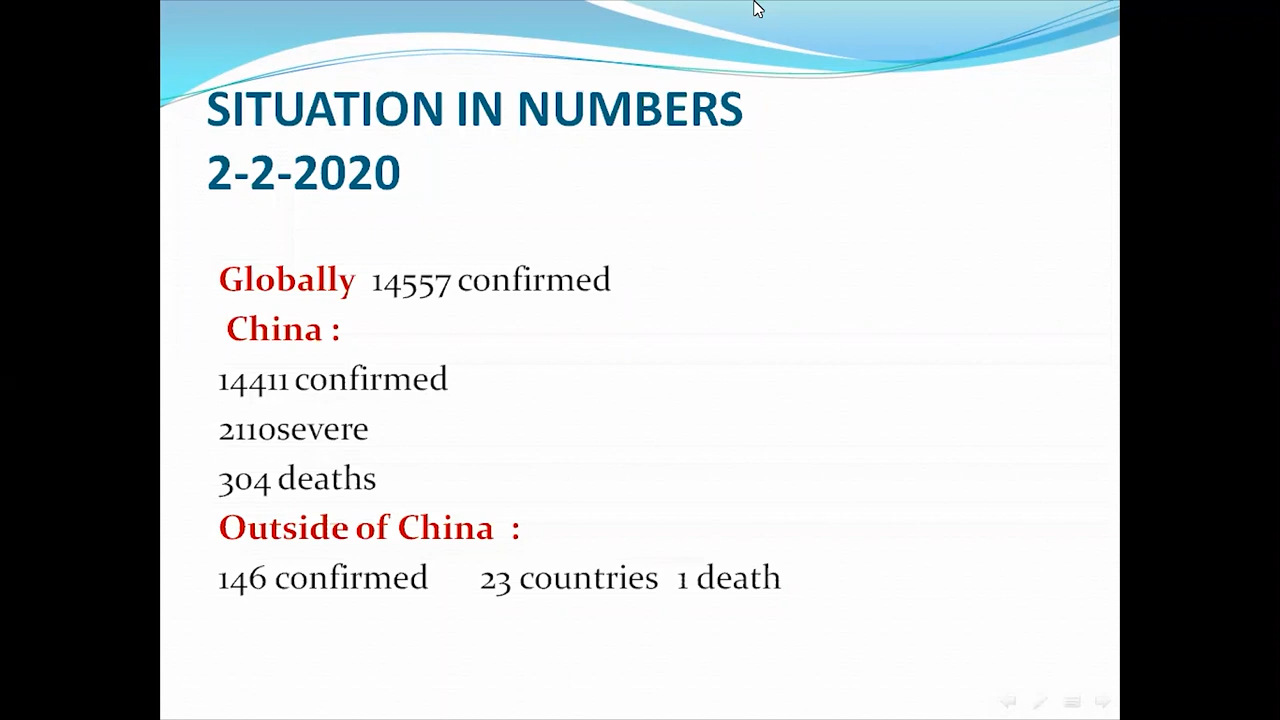 SITUATION IN NUMBERS
2-2-2020
Globally 14557 confirmed
China :
14411 confirmed
2110severe
304 deaths
Outside of China :
146 confirmed 23 countries 1 death